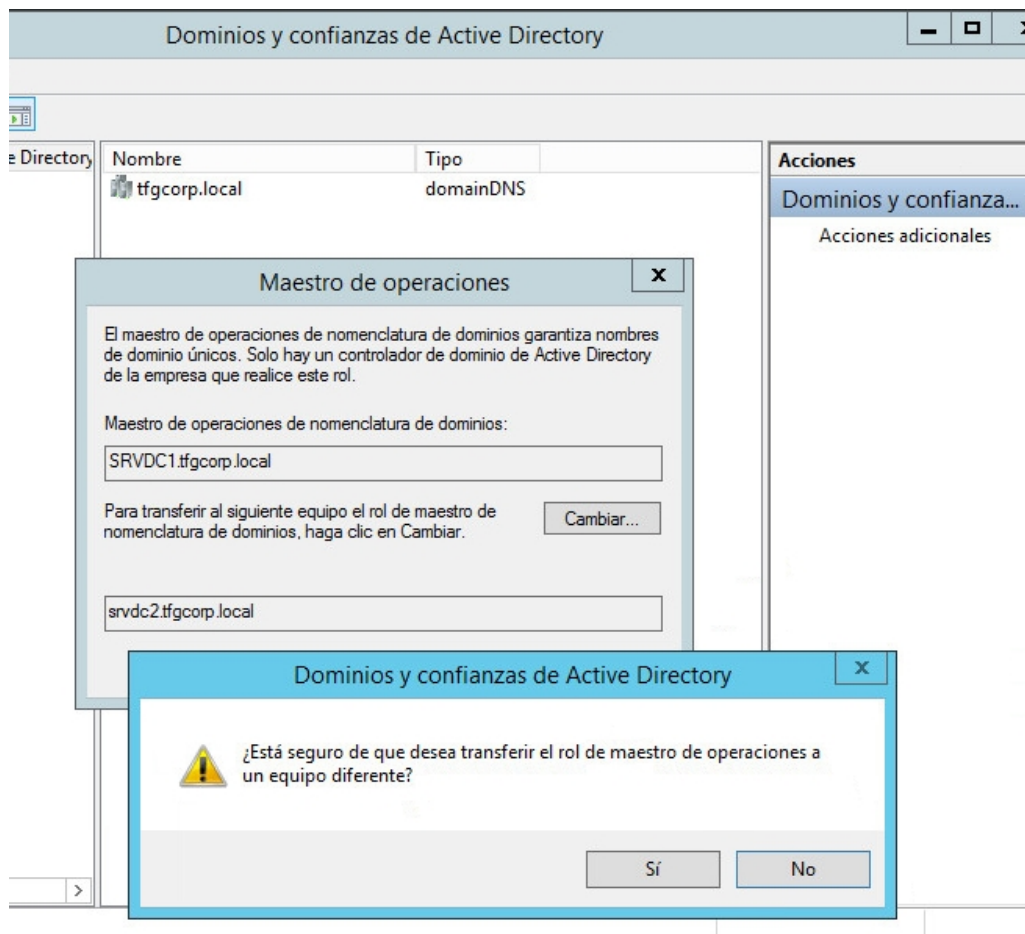 Dominios y confianzas de Active Directory
e Directory
Nombre
Tipo
Acciones
tfgcorp.local
domainDNS
Dominios y confianza...
Acciones adicionales
Maestro de operaciones
x
El maestro de operaciones de nomenclatura de dominios garantiza nombres
de dominio únicos. Solo hay un controlador de dominio de Active Directory
de la empresa que realice este rol.
Maestro de operaciones de nomenclatura de dominios:
SRVDC1.tfgcorp.local
Para transferir al siguiente equipo el rol de maestro de
nomenclatura de dominios, haga clic en Cambiar.
Cambiar...
srvdc2.tfgcorp.local
Dominios y confianzas de Active Directory
x
¿Está seguro de que desea transferir el rol de maestro de operaciones a
un equipo diferente?
Sí
No